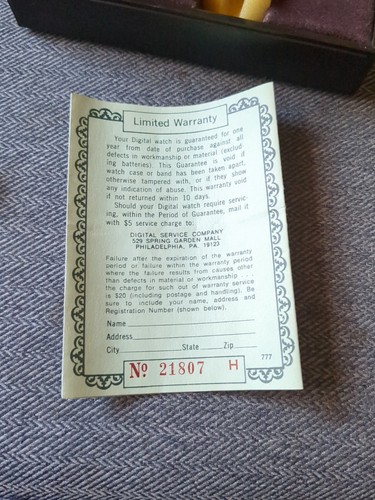 Limited Warranty
Your Digital watch is guaranteed for one
year from date of purchase against all
defects in workmanship or material (exclud-
ing batteries). This Guarantee is void if
watch case or band has been taken apart,
otherwise tampered with, or if they show
any indication of abuse. This warranty void
if not returned within 10 days.
Should your Digital watch require servic-
ing, within the Period of Guarantee, mail it
with $5 service charge to:
DIGITAL SERVICE COMPANY
529 SPRING GARDEN MALL
PHILADELPHIA, PA. 19123
Failure after the expiration of the warranty
period or failure within the warranty period
where the failure results from causes other
than defects in material or workmanship . . .
the charge for such out of warranty service
is $20 (including postage and handling). Be
sure to include your name, address and
Registration Number (shown below).
Name
Address
City State Zip
777
No 21807 H